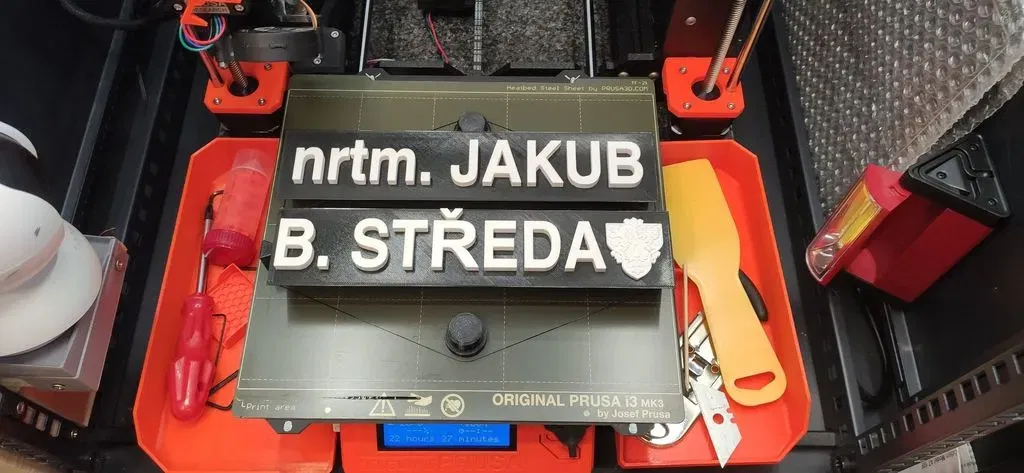 Heatbed Steel Sheet by PRUSA3D.COM
nrtm. JAKUB
B. STŘEDA
Print area
ORIGINAL PRUSA i3 MK3
by Josef Prusa
22 hours 27 minutes
PRUSA